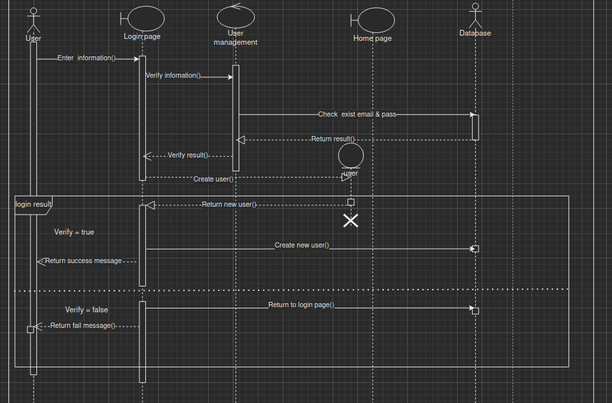 User
Login page
User
management
Home page
Database
Enter information()
Verify infomation()
Check exist email & pass
Return result()
Verify result()
user
Create user()
login result
Return new user()
Verify = true
Create new user()
Return success message
Verify = false
Return to login page()
Return fail message()